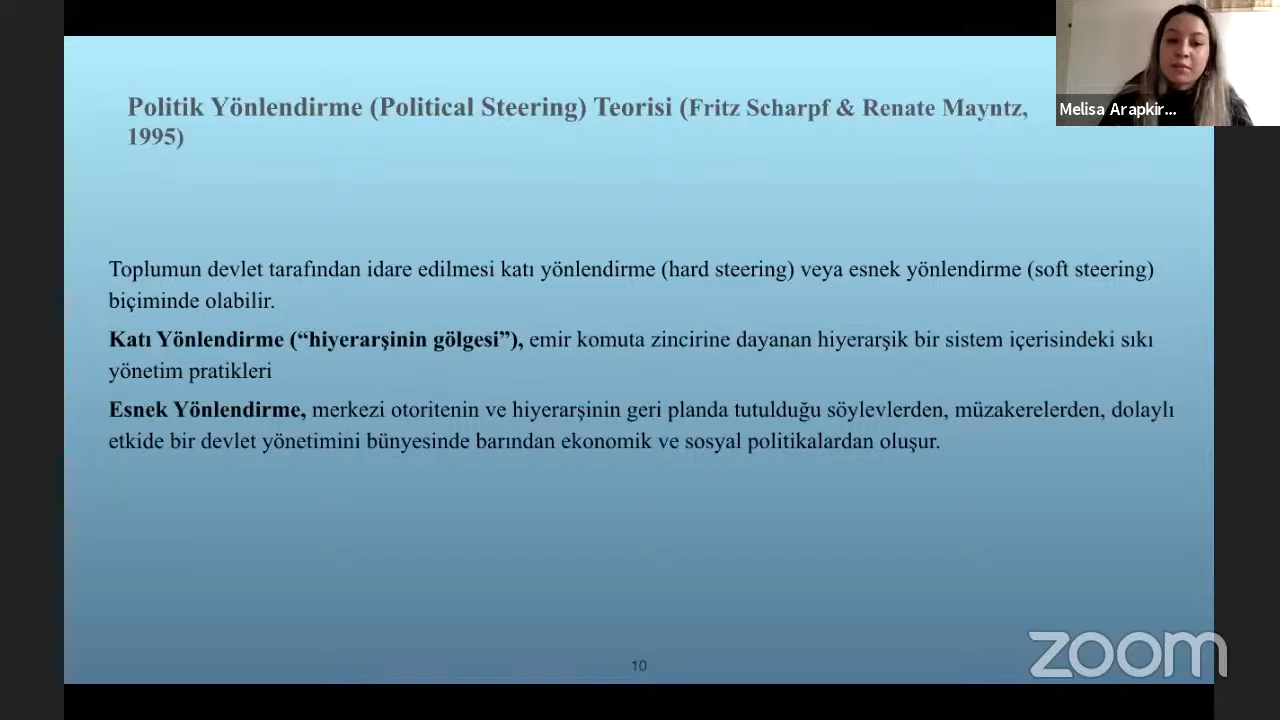 Politik Yönlendirme (Political Steering) Teorisi (Fritz Scharpf & Renate Mayntz,
1995)
Melisa Arapkir...
Toplumun devlet tarafından idare edilmesi katı yönlendirme (hard steering) veya esnek yönlendirme (soft steering)
biçiminde olabilir.
Katı Yönlendirme (“hiyerarşinin gölgesi”), emir komuta zincirine dayanan hiyerarşik bir sistem içerisindeki sıkı
yönetim pratikleri
Esnek Yönlendirme, merkezi otoritenin ve hiyerarşinin geri planda tutulduğu söylevlerden, müzakerelerden, dolaylı
etkide bir devlet yönetimini bünyesinde barından ekonomik ve sosyal politikalardan oluşur.
zoom
10